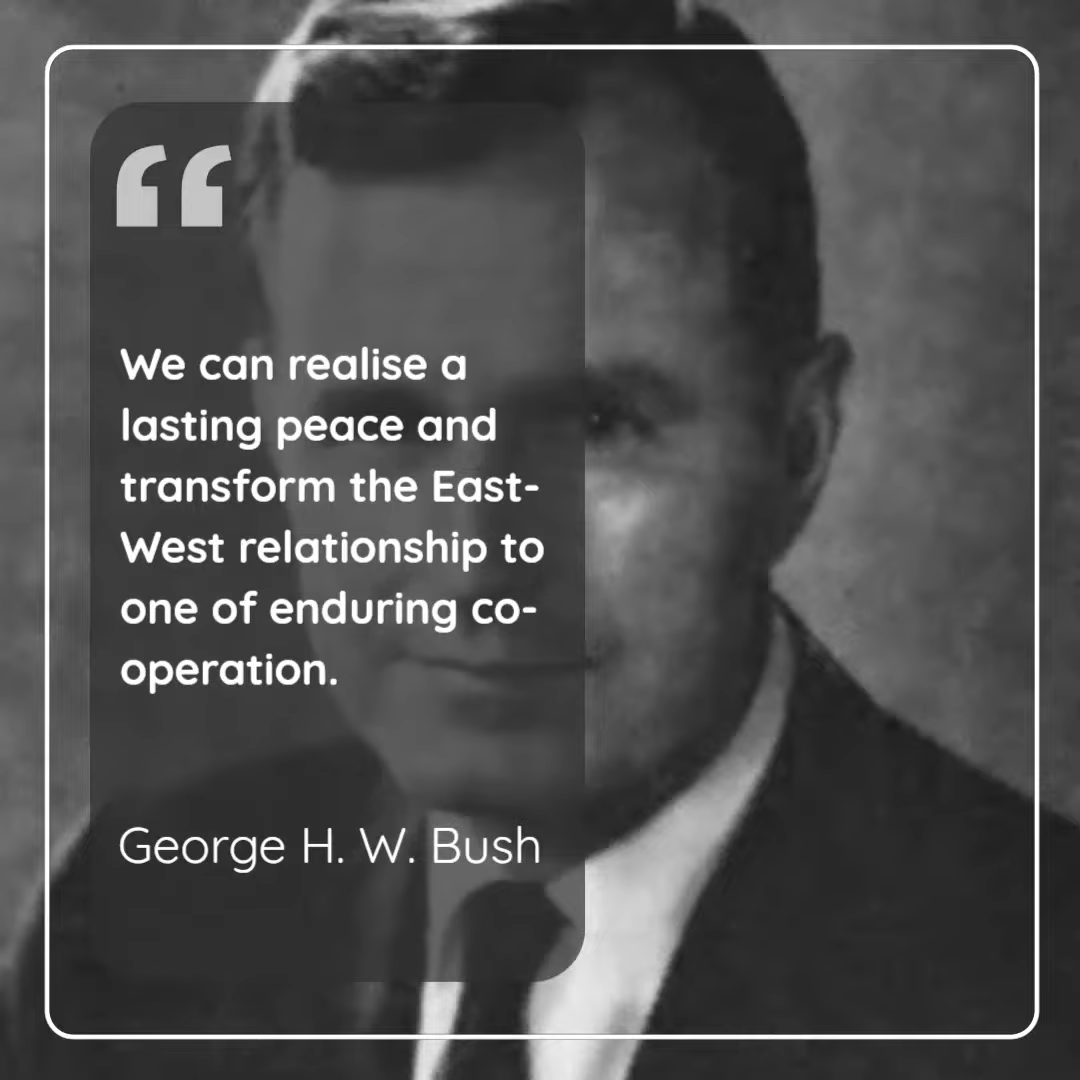 “
We can realise a
lasting peace and
transform the East-
West relationship to
one of enduring co-
operation.
George H. W. Bush